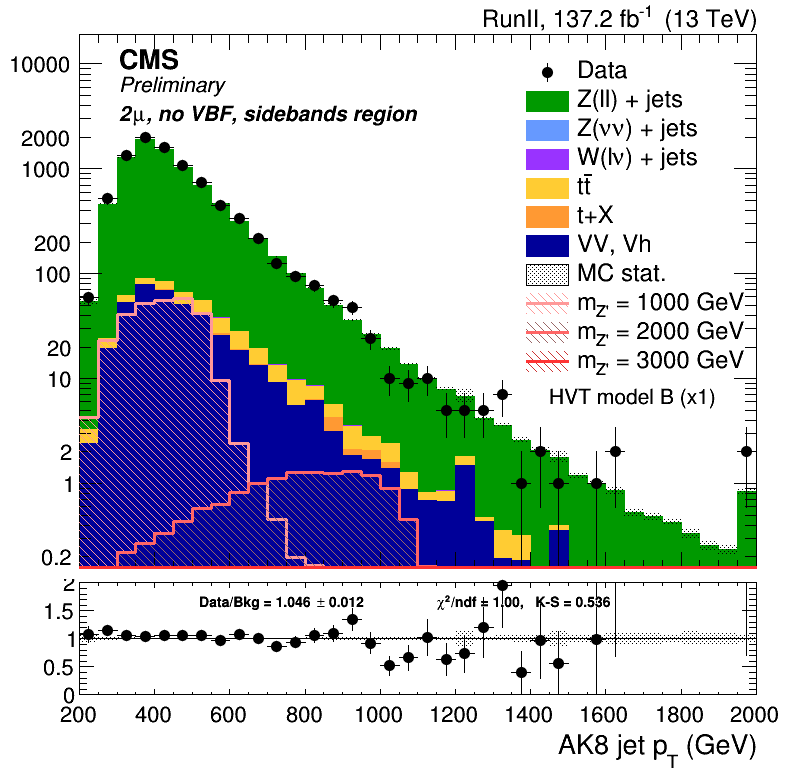 RunII, 137.2 fb⁻¹ (13 TeV)
CMS
Preliminary
2μ, no VBF, sidebands region
Data
Z(ll) + jets
Z(νν) + jets
W(lν) + jets
tt̄
t+X
VV, Vh
MC stat.
m_Z' = 1000 GeV
m_Z' = 2000 GeV
m_Z' = 3000 GeV
HVT model B (x1)
10000
2000
1000
200
100
20
10
2
1
0.2
Data/Bkg = 1.046 ± 0.012 χ²/ndf = 1.00, K-S = 0.536
2
1.5
1
0.5
0
200 400 600 800 1000 1200 1400 1600 1800 2000
AK8 jet p_T (GeV)